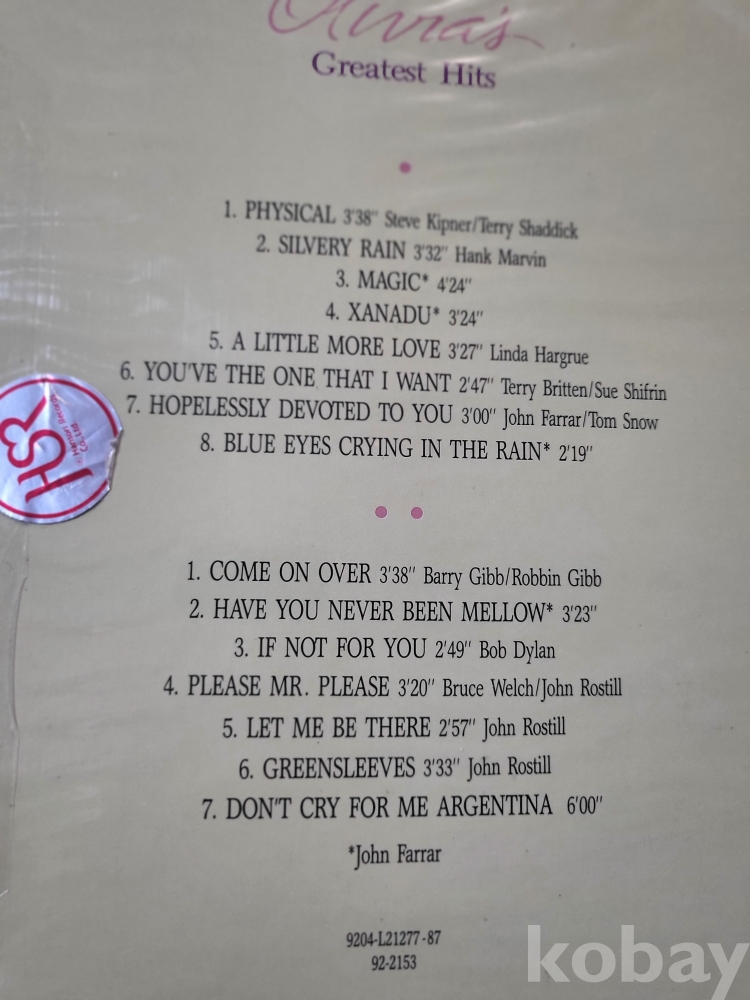 Olivia's
Greatest Hits
1. PHYSICAL 3'38" Steve Kipner/Terry Shaddick
2. SILVERY RAIN 3'32" Hank Marvin
3. MAGIC* 4'24"
4. XANADU* 3'24"
5. A LITTLE MORE LOVE 3'27" Linda Hargrue
6. YOU'VE THE ONE THAT I WANT 2'47" Terry Britten/Sue Shifrin
7. HOPELESSLY DEVOTED TO YOU 3'00" John Farrar/Tom Snow
8. BLUE EYES CRYING IN THE RAIN* 2'19"
HSR
Co., Ltd.
1. COME ON OVER 3'38" Barry Gibb/Robbin Gibb
2. HAVE YOU NEVER BEEN MELLOW* 3'23"
3. IF NOT FOR YOU 2'49" Bob Dylan
4. PLEASE MR. PLEASE 3'20" Bruce Welch/John Rostill
5. LET ME BE THERE 2'57" John Rostill
6. GREENSLEEVES 3'33" John Rostill
7. DON'T CRY FOR ME ARGENTINA 6'00"
*John Farrar
9204-L21277-87
92-2153
kobay